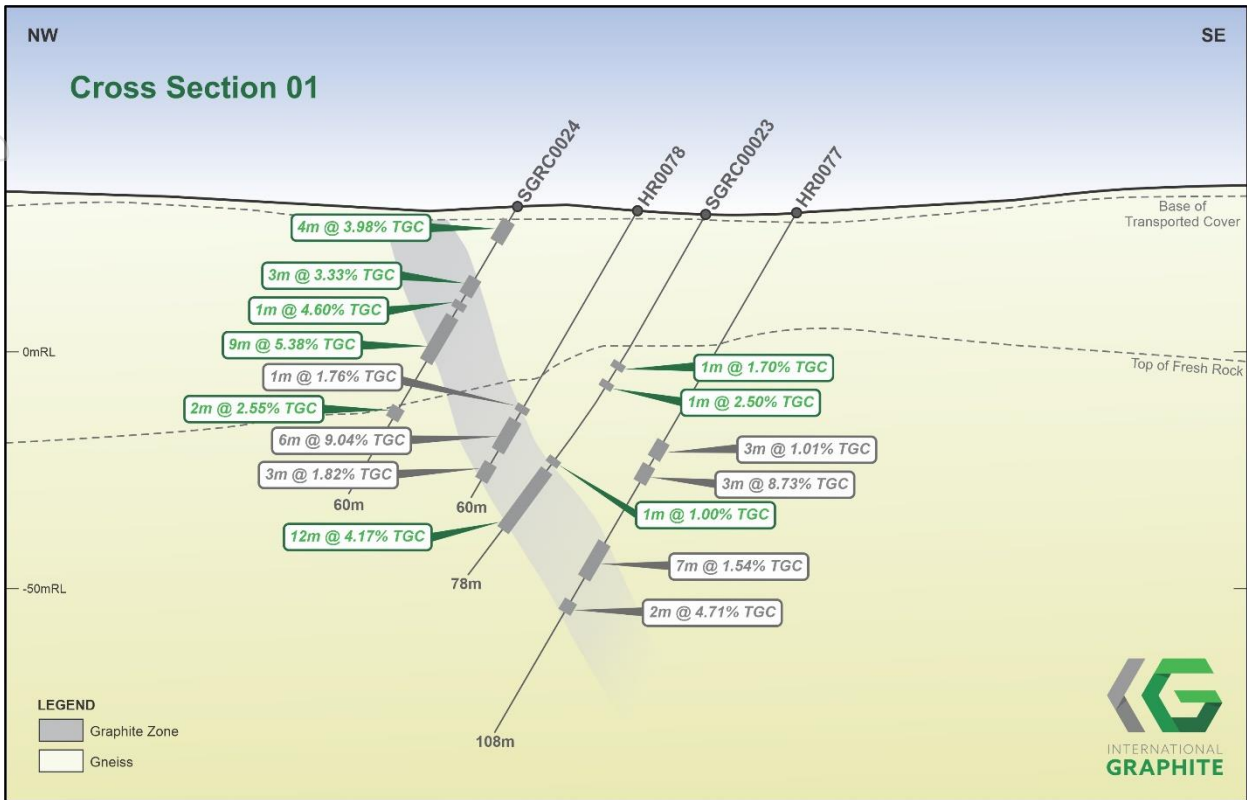 NW
SE
Cross Section 01
SGRC0024
HR0078
SGRC00023
HR0077
Base of
Transported Cover
4m @ 3.98% TGC
3m @ 3.33% TGC
1m @ 4.60% TGC
9m @ 5.38% TGC
0mRL
1m @ 1.76% TGC
1m @ 1.70% TGC
Top of Fresh Rock
2m @ 2.55% TGC
1m @ 2.50% TGC
6m @ 9.04% TGC
3m @ 1.01% TGC
3m @ 1.82% TGC
3m @ 8.73% TGC
60m
60m
1m @ 1.00% TGC
12m @ 4.17% TGC
7m @ 1.54% TGC
78m
-50mRL
2m @ 4.71% TGC
LEGEND
Graphite Zone
Gneiss
108m
INTERNATIONAL
GRAPHITE